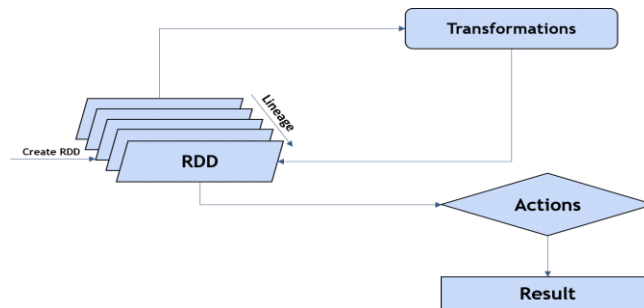 Transformations
Lineage
Create RDD
RDD
Actions
Result